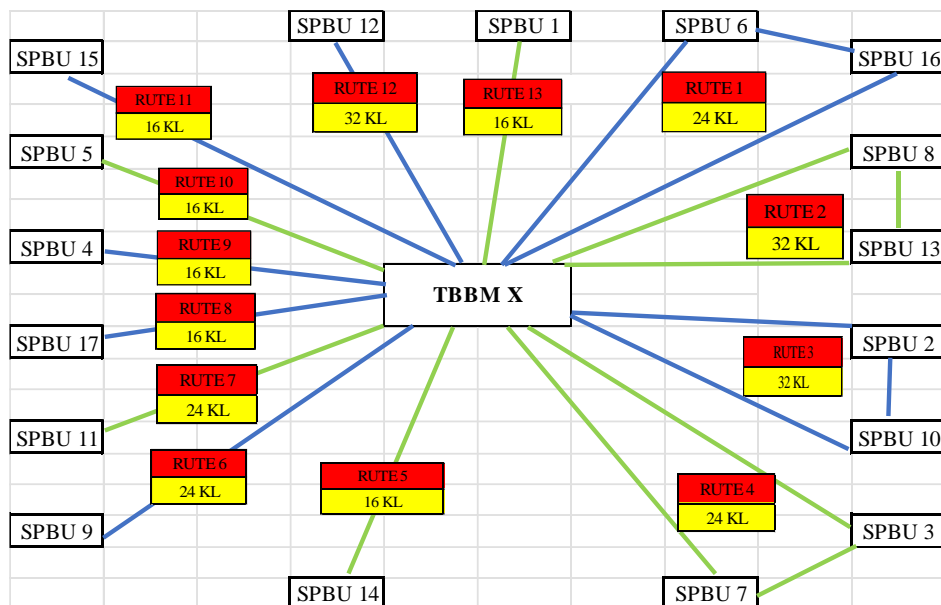 SPBU 12
SPBU 1
SPBU 6
SPBU 15
SPBU 16
RUTE 11
16 KL
RUTE 12
32 KL
RUTE 13
16 KL
RUTE 1
24 KL
SPBU 5
SPBU 8
RUTE 10
16 KL
RUTE 2
32 KL
SPBU 4
RUTE 9
16 KL
SPBU 13
TBBM X
SPBU 17
RUTE 8
16 KL
SPBU 2
RUTE 3
32 KL
RUTE 7
24 KL
SPBU 11
SPBU 10
RUTE 6
24 KL
RUTE 5
16 KL
RUTE 4
24 KL
SPBU 9
SPBU 3
SPBU 14
SPBU 7